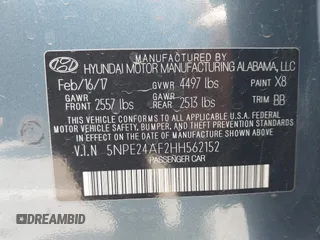 MANUFACTURED BY
HYUNDAI MOTOR MANUFACTURING ALABAMA, LLC
Feb/16/17 GVWR 4497 lbs PAINT X8
GAWR FRONT 2557 lbs GAWR REAR 2513 lbs TRIM BB
THIS VEHICLE CONFORMS TO ALL APPLICABLE
U.S. FEDERAL MOTOR VEHICLE SAFETY, BUMPER,
AND THEFT PREVENTION STANDARDS IN EFFECT ON
THE DATE OF MANUFACTURE SHOWN ABOVE.
V.I.N 5NPE24AF2HH562152
PASSENGER CAR
DREAMBID